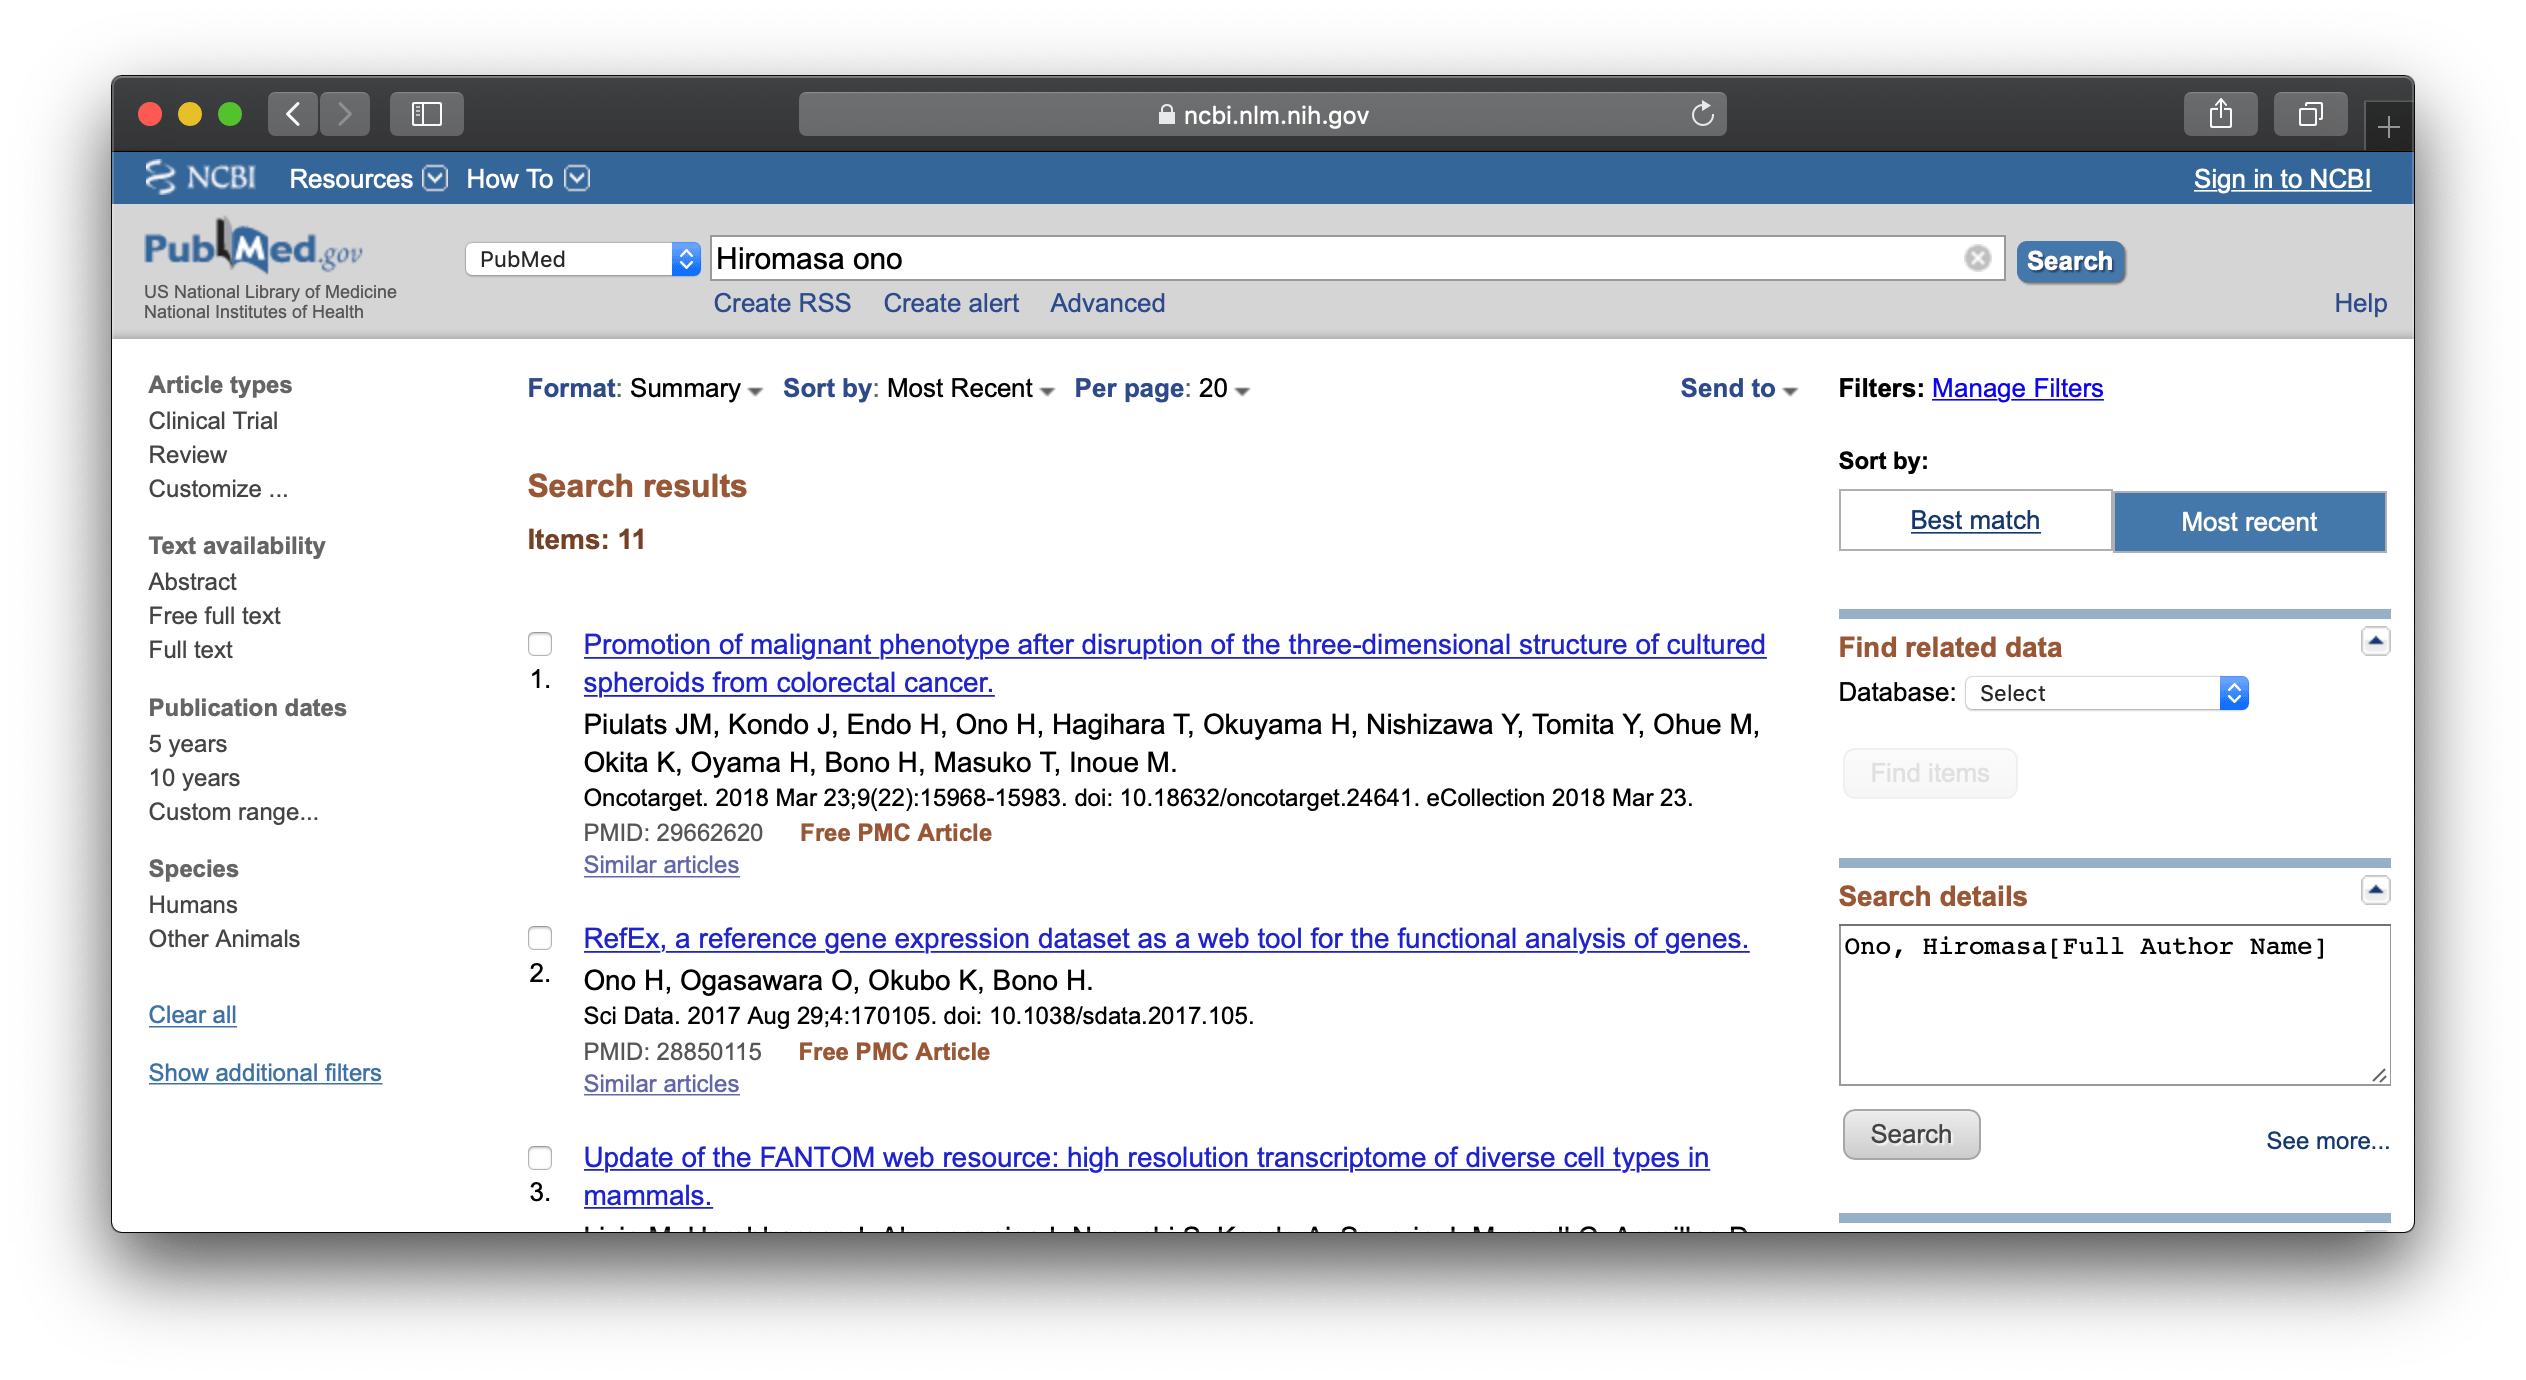 ncbi.nlm.nih.gov
NCBI Resources How To Sign in to NCBI
PubMed.gov
US National Library of Medicine
National Institutes of Health
PubMed Hiromasa ono Search
Create RSS Create alert Advanced Help
Article types
Clinical Trial
Review
Customize ...
Text availability
Abstract
Free full text
Full text
Publication dates
5 years
10 years
Custom range...
Species
Humans
Other Animals
Clear all
Show additional filters
Format: Summary Sort by: Most Recent Per page: 20 Send to
Search results
Items: 11
1. Promotion of malignant phenotype after disruption of the three-dimensional structure of cultured
spheroids from colorectal cancer.
Piulats JM, Kondo J, Endo H, Ono H, Hagihara T, Okuyama H, Nishizawa Y, Tomita Y, Ohue M,
Okita K, Oyama H, Bono H, Masuko T, Inoue M.
Oncotarget. 2018 Mar 23;9(22):15968-15983. doi: 10.18632/oncotarget.24641. eCollection 2018 Mar 23.
PMID: 29662620 Free PMC Article
Similar articles
2. RefEx, a reference gene expression dataset as a web tool for the functional analysis of genes.
Ono H, Ogasawara O, Okubo K, Bono H.
Sci Data. 2017 Aug 29;4:170105. doi: 10.1038/sdata.2017.105.
PMID: 28850115 Free PMC Article
Similar articles
3. Update of the FANTOM web resource: high resolution transcriptome of diverse cell types in
mammals.
Filters: Manage Filters
Sort by:
Best match Most recent
Find related data
Database: Select
Find items
Search details
Ono, Hiromasa[Full Author Name]
Search See more...